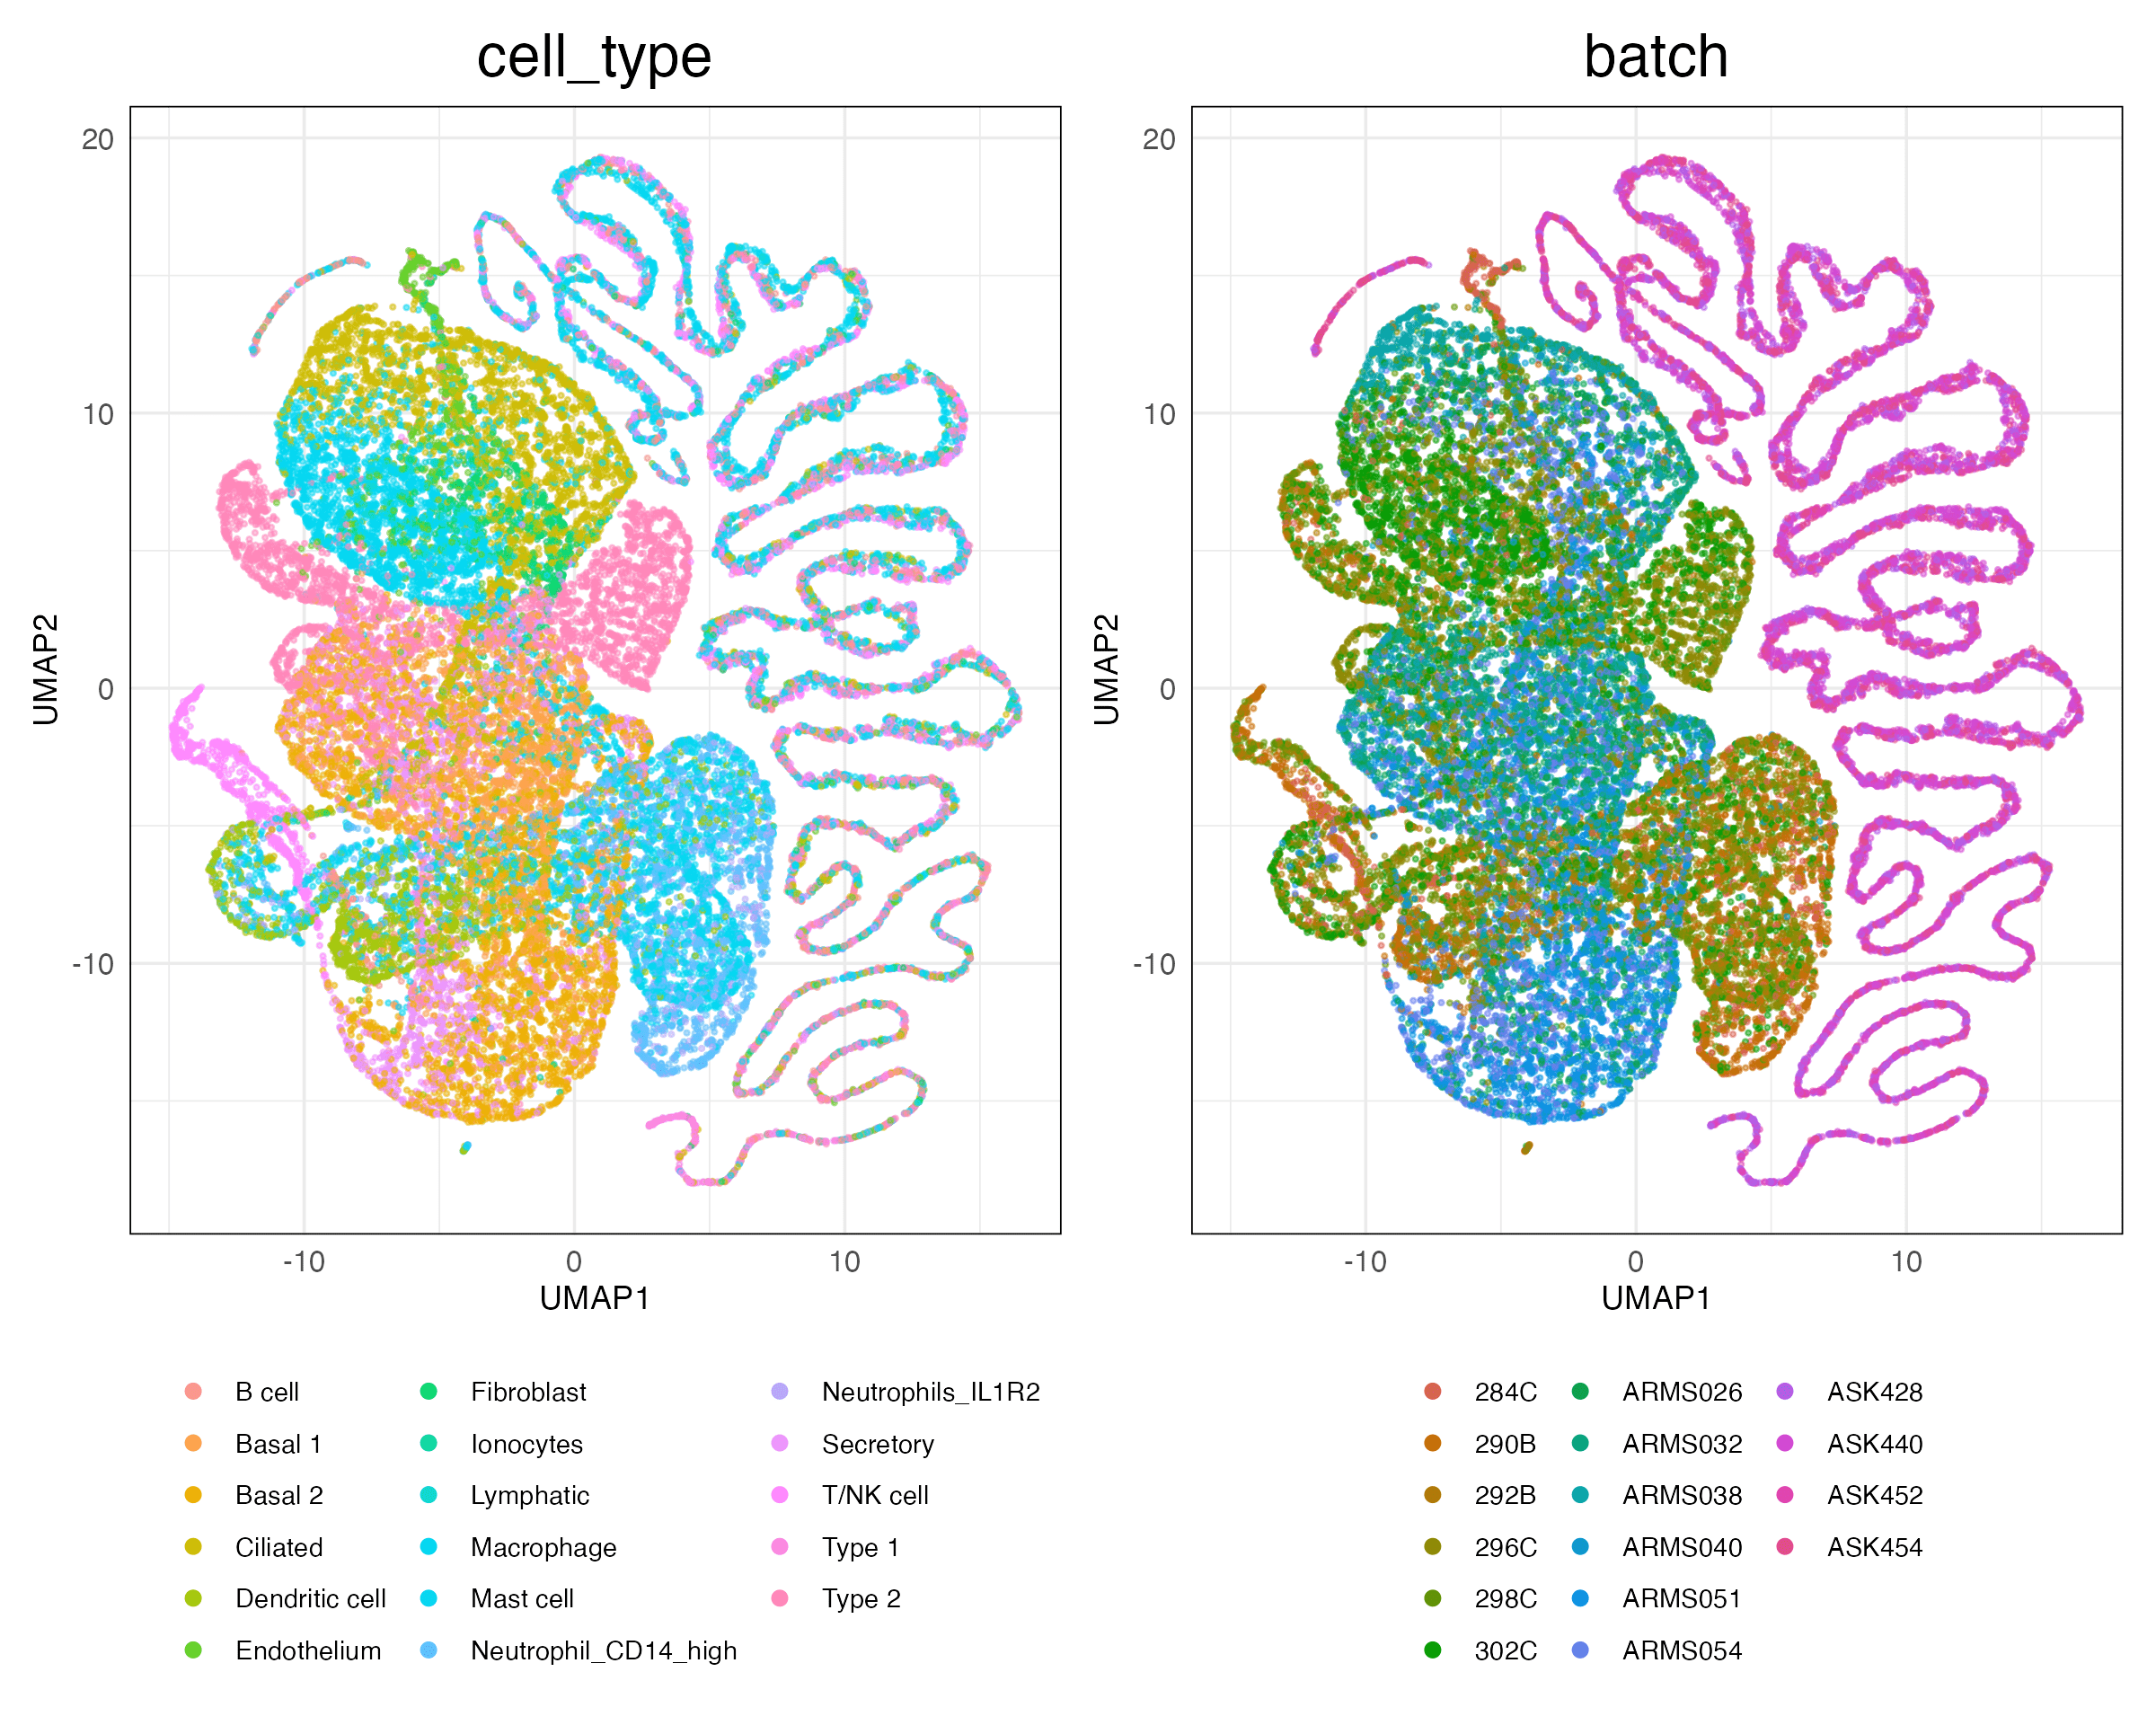 cell_type
batch
20
10
0
-10
UMAP2
-10
0
10
UMAP1
20
10
0
-10
UMAP2
-10
0
10
UMAP1
B cell
Basal 1
Basal 2
Ciliated
Dendritic cell
Endothelium
Fibroblast
Ionocytes
Lymphatic
Macrophage
Mast cell
Neutrophil_CD14_high
Neutrophils_IL1R2
Secretory
T/NK cell
Type 1
Type 2
284C
290B
292B
296C
298C
302C
ARMS026
ARMS032
ARMS038
ARMS040
ARMS051
ARMS054
ASK428
ASK440
ASK452
ASK454